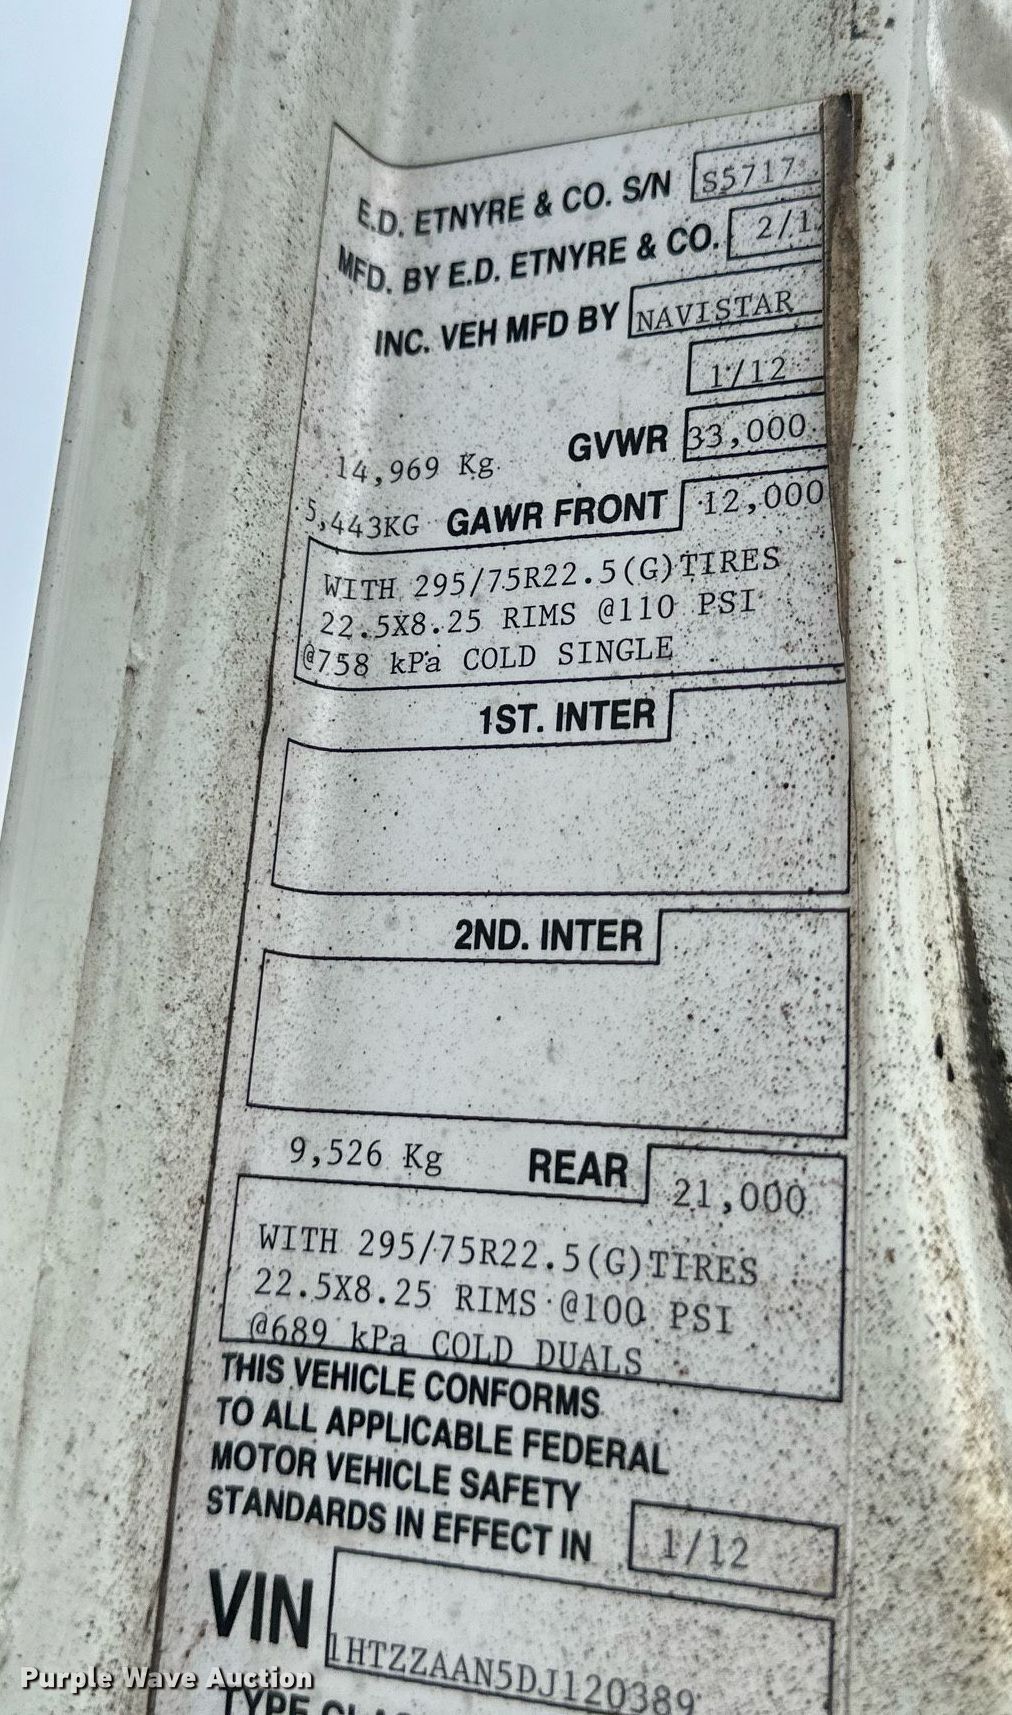 E.D. ETNYRE & CO. S/N S5717
MFD. BY E.D. ETNYRE & CO. 2/1
INC. VEH MFD BY NAVISTAR
1/12
14,969 Kg GVWR 33,000
5,443KG GAWR FRONT 12,000
WITH 295/75R22.5(G)TIRES
22.5X8.25 RIMS @110 PSI
@758 kPa COLD SINGLE
1ST. INTER
2ND. INTER
9,526 Kg REAR 21,000
WITH 295/75R22.5(G)TIRES
22.5X8.25 RIMS @100 PSI
@689 kPa COLD DUALS
THIS VEHICLE CONFORMS
TO ALL APPLICABLE FEDERAL
MOTOR VEHICLE SAFETY
STANDARDS IN EFFECT IN 1/12
VIN 1HTZZAAN5DJ120389
Purple Wave Auction
TYPE